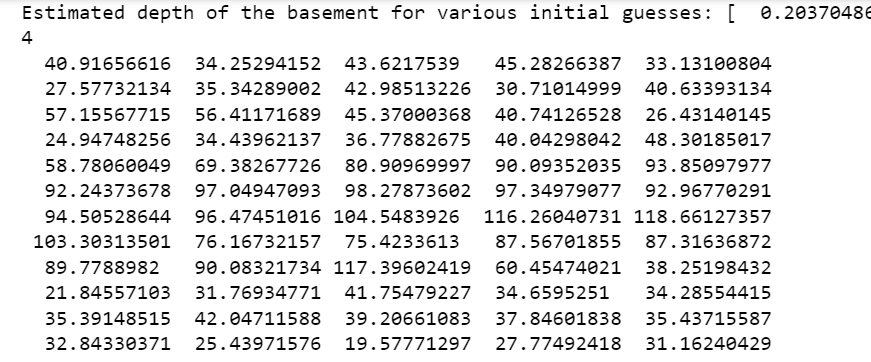 Estimated depth of the basement for various initial guesses: [  0.20370486
4
40.91656616 34.25294152 43.6217539 45.28266387 33.13100804
27.57732134 35.34289002 42.98513226 30.71014999 40.63393134
57.15567715 56.41171689 45.37000368 40.74126528 26.43140145
24.94748256 34.43962137 36.77882675 40.04298042 48.30185017
58.78060049 69.38267726 80.90969997 90.09352035 93.85097977
92.24373678 97.04947093 98.27873602 97.34979077 92.96770291
94.50528644 96.47451016 104.5483926 116.26040731 118.66127357
103.30313501 76.16732157 75.4233613 87.56701855 87.31636872
89.7788982 90.08321734 117.39602419 60.45474021 38.25198432
21.84557103 31.76934771 41.75479227 34.6595251 34.28554415
35.39148515 42.04711588 39.20661083 37.84601838 35.43715587
32.84330371 25.43971576 19.57771297 27.77492418 31.16240429